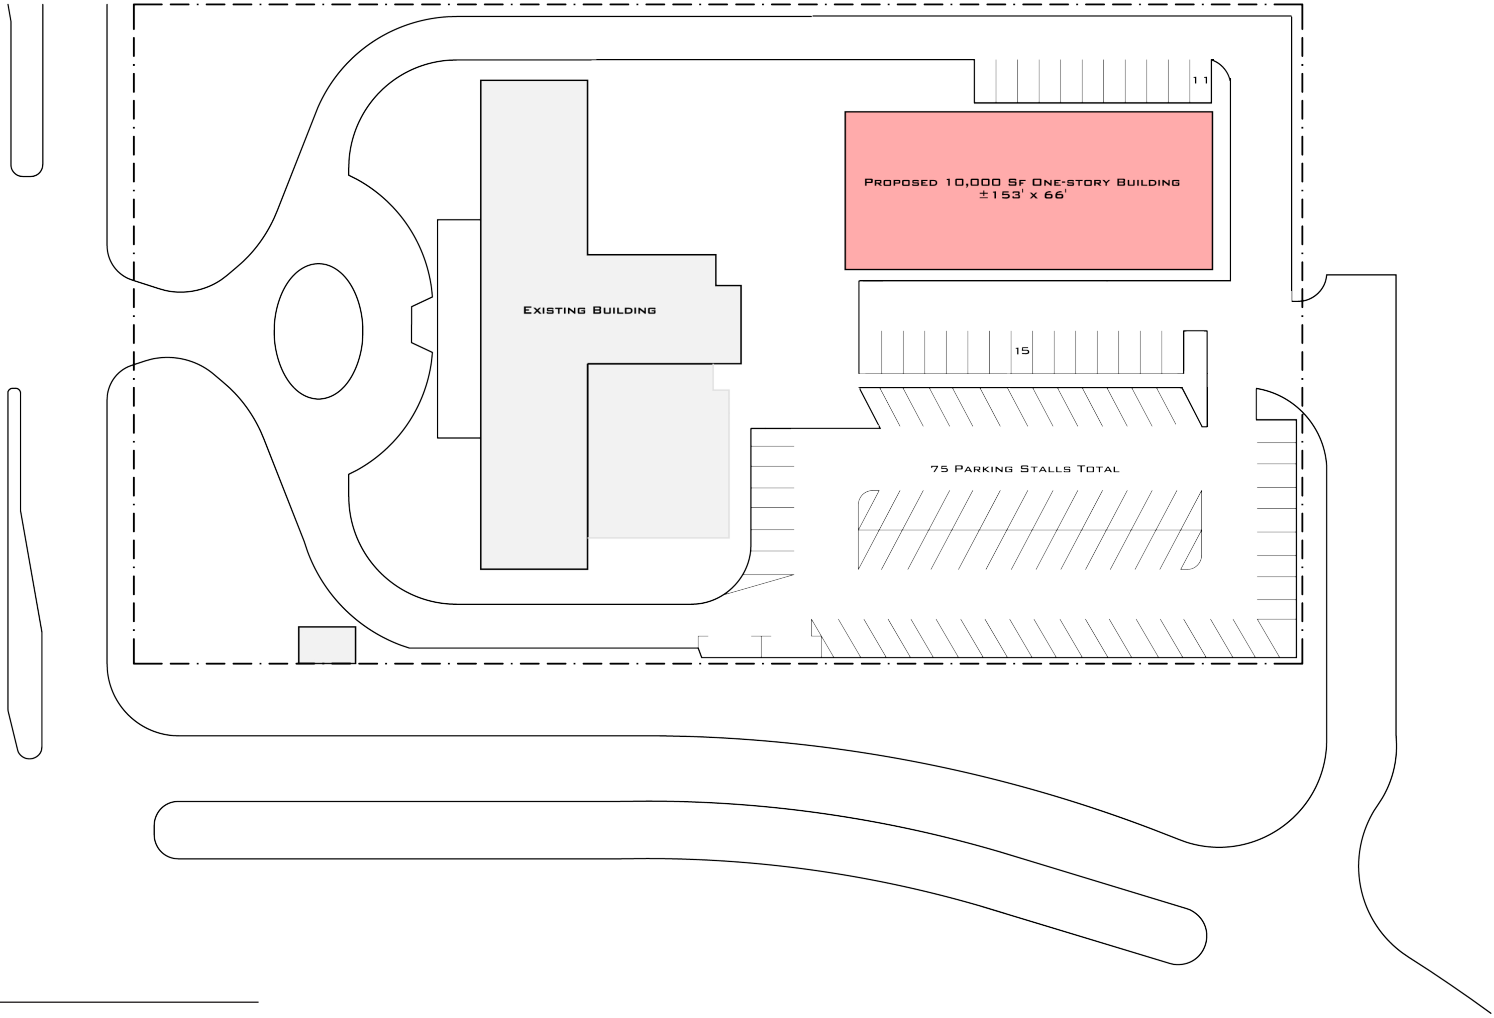 11
Proposed 10,000 Sf One-story Building
±153' x 66'
Existing Building
15
75 Parking Stalls Total